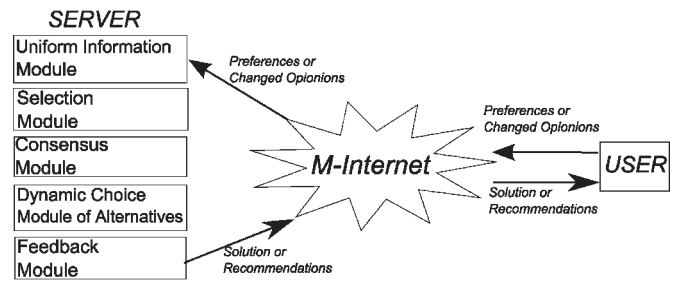 SERVER
Uniform Information
Module
Selection
Module
Consensus
Module
Dynamic Choice
Module of Alternatives
Feedback
Module
Preferences or
Changed Opionions
M-Internet
Solution or
Recommendations
Preferences or
Changed Opionions
USER
Solution or
Recommendations